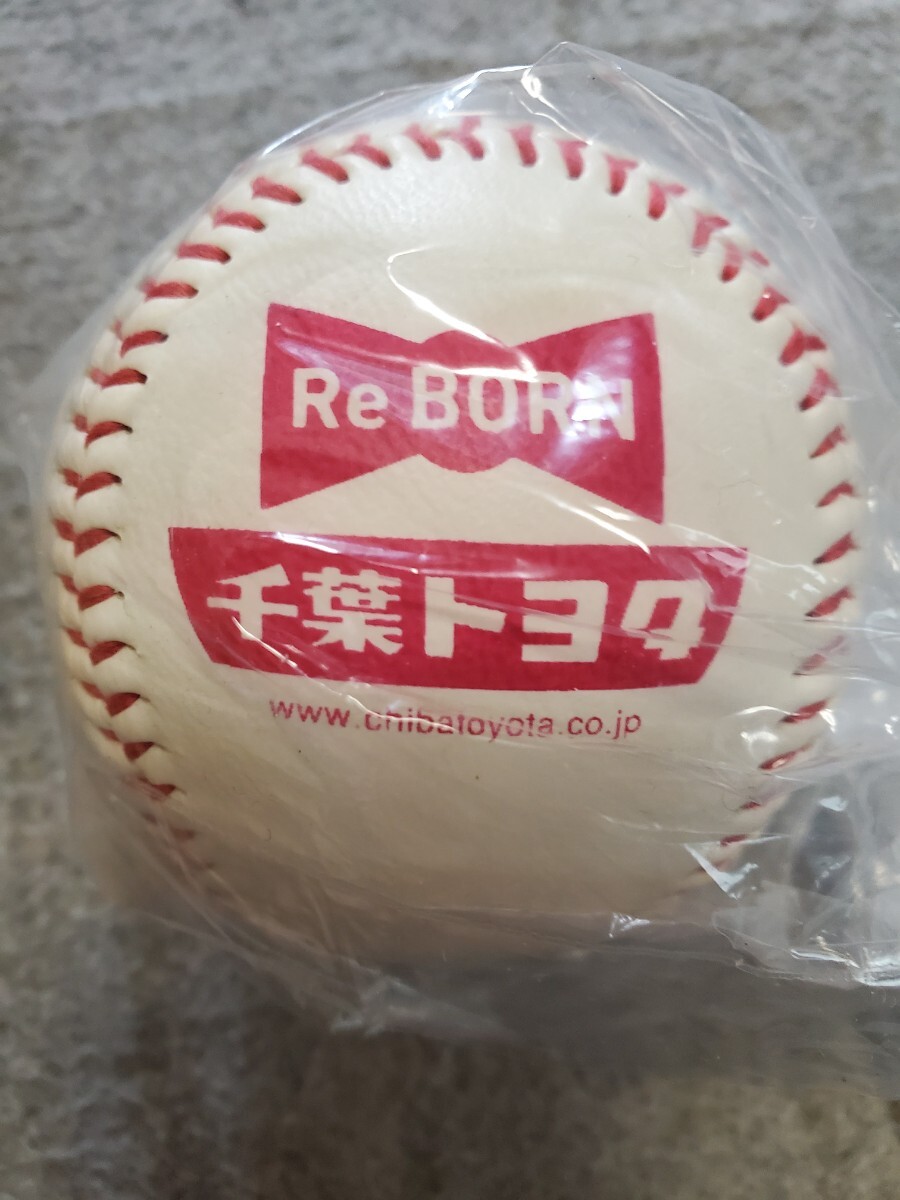 Re BORN
千葉トヨタ
www.chibatoyota.co.jp